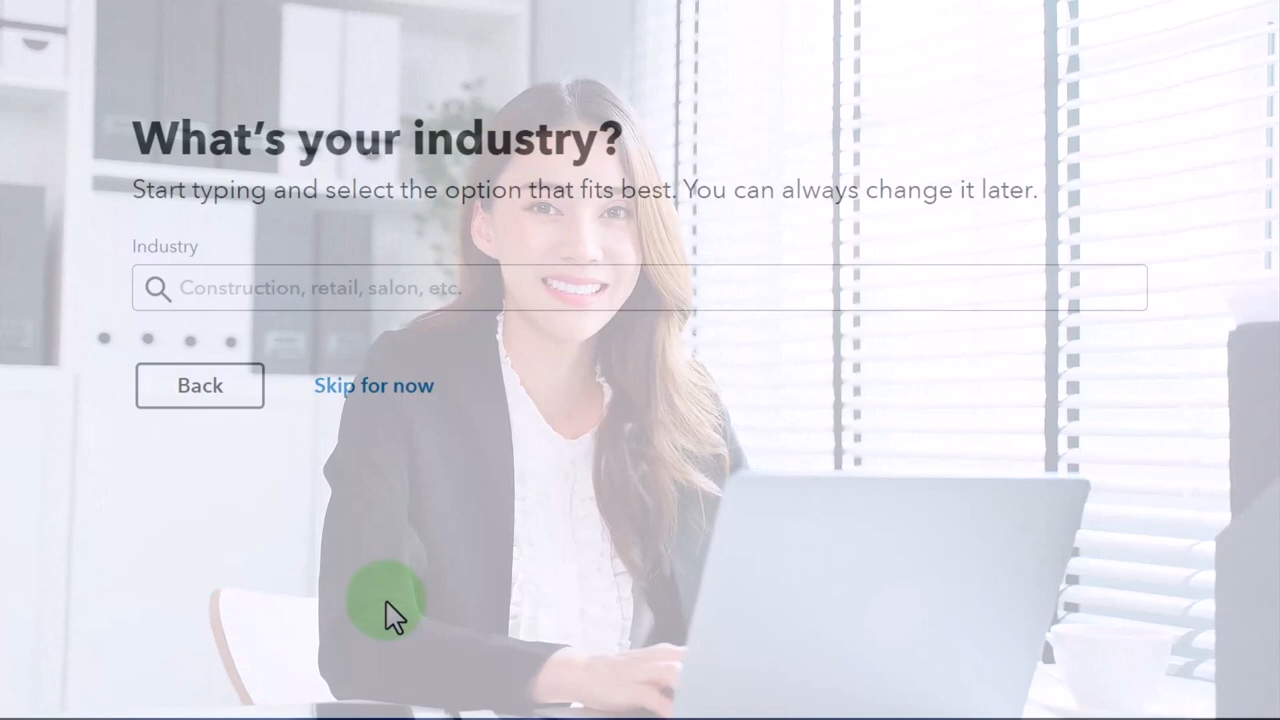 What's your industry?
Start typing and select the option that fits best. You can always change it later.
Industry
Construction, retail, salon, etc.
Back
Skip for now